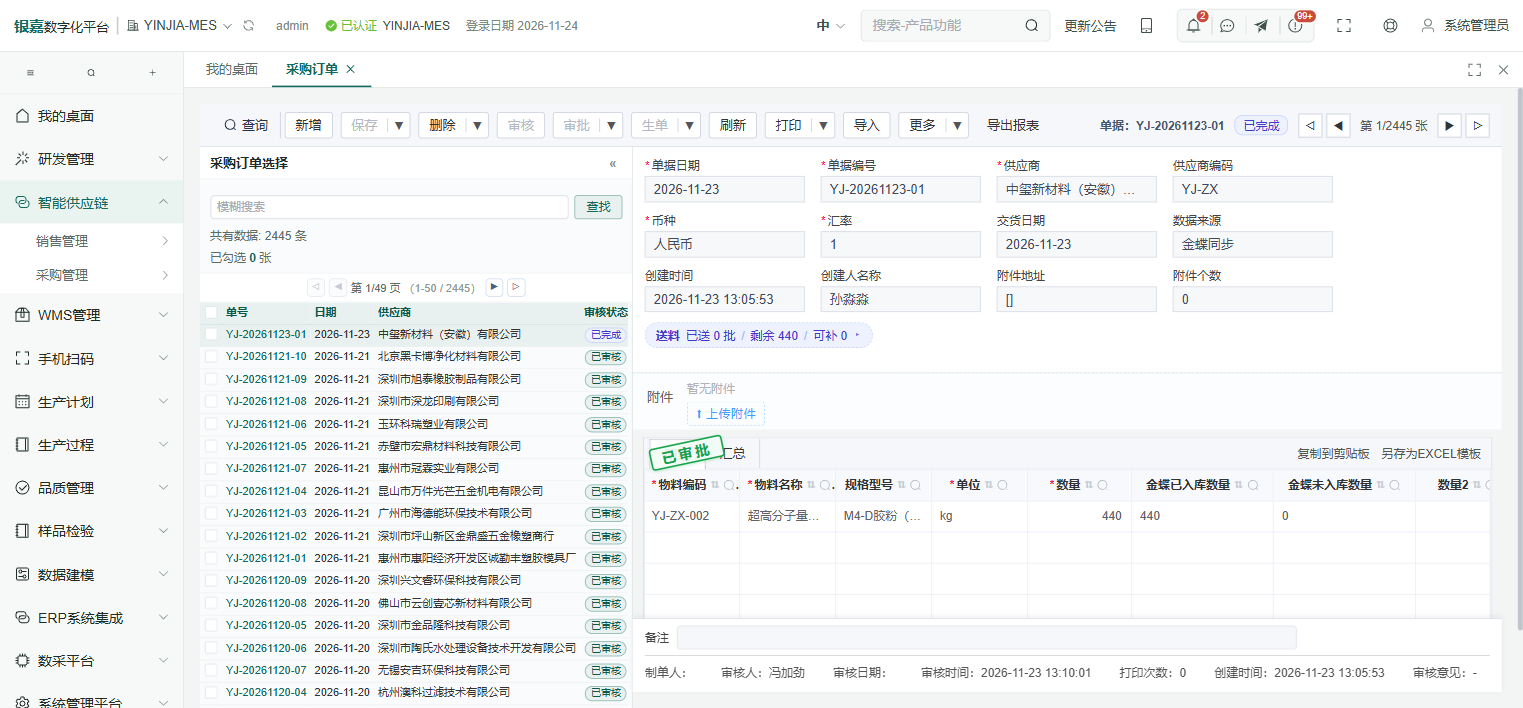 银嘉数字化平台 YINJIA-MES admin 已认证 YINJIA-MES 登录日期 2026-11-24 中 搜索-产品功能 更新公告 2 99+ 系统管理员
我的桌面 采购订单
我的桌面
研发管理
智能供应链
销售管理
采购管理
WMS管理
手机扫码
生产计划
生产过程
品质管理
样品检验
数据建模
ERP系统集成
数采平台
系统管理平台
查询 新增 保存 删除 审核 审批 生单 刷新 打印 导入 更多 导出报表 单据: YJ-20261123-01 已完成 第 1/2445 张
采购订单选择 «
模糊搜索 查找
共有数据: 2445 条
已勾选 0 张
第 1/49 页 (1-50 / 2445)
单号 日期 供应商 审核状态
YJ-20261123-01 2026-11-23 中玺新材料（安徽）有限公司 已完成
YJ-20261121-10 2026-11-21 北京黑卡博净化材料有限公司 已审核
YJ-20261121-09 2026-11-21 深圳市旭泰橡胶制品有限公司 已审核
YJ-20261121-08 2026-11-21 深圳市深龙印刷有限公司 已审核
YJ-20261121-06 2026-11-21 玉环科瑞塑业有限公司 已审核
YJ-20261121-05 2026-11-21 赤壁市宏鼎材料科技有限公司 已审核
YJ-20261121-07 2026-11-21 惠州市冠霖实业有限公司 已审核
YJ-20261121-04 2026-11-21 昆山市万件光芒五金机电有限公司 已审核
YJ-20261121-03 2026-11-21 广州市海德能环保技术有限公司 已审核
YJ-20261121-02 2026-11-21 深圳市坪山新区金鼎盛五金橡塑商行 已审核
YJ-20261121-01 2026-11-21 惠州市惠阳经济开发区诚勤丰塑胶模具厂 已审核
YJ-20261120-09 2026-11-20 深圳兴文睿环保科技有限公司 已审核
YJ-20261120-08 2026-11-20 佛山市云创壹芯新材料有限公司 已审核
YJ-20261120-05 2026-11-20 深圳市金品隆科技有限公司 已审核
YJ-20261120-06 2026-11-20 深圳市陶氏水处理设备技术开发有限公司 已审核
YJ-20261120-07 2026-11-20 无锡安吉环保科技有限公司 已审核
YJ-20261120-04 2026-11-20 杭州澳科过滤技术有限公司 已审核
*单据日期 *单据编号 *供应商 供应商编码
2026-11-23 YJ-20261123-01 中玺新材料（安徽）... YJ-ZX
*币种 *汇率 交货日期 数据来源
人民币 1 2026-11-23 金蝶同步
创建时间 创建人名称 附件地址 附件个数
2026-11-23 13:05:53 孙淼淼 [] 0
送料 已送 0 批 / 剩余 440 / 可补 0
附件 暂无附件
上传附件
已审批 汇总 复制到剪贴板 另存为EXCEL模板
*物料编码 *物料名称 规格型号 *单位 *数量 金蝶已入库数量 金蝶未入库数量 数量2
YJ-ZX-002 超高分子量... M4-D胶粉（... kg 440 440 0
备注
制单人: 审核人: 冯加劲 审核日期: 审核时间: 2026-11-23 13:10:01 打印次数: 0 创建时间: 2026-11-23 13:05:53 审核意见: -